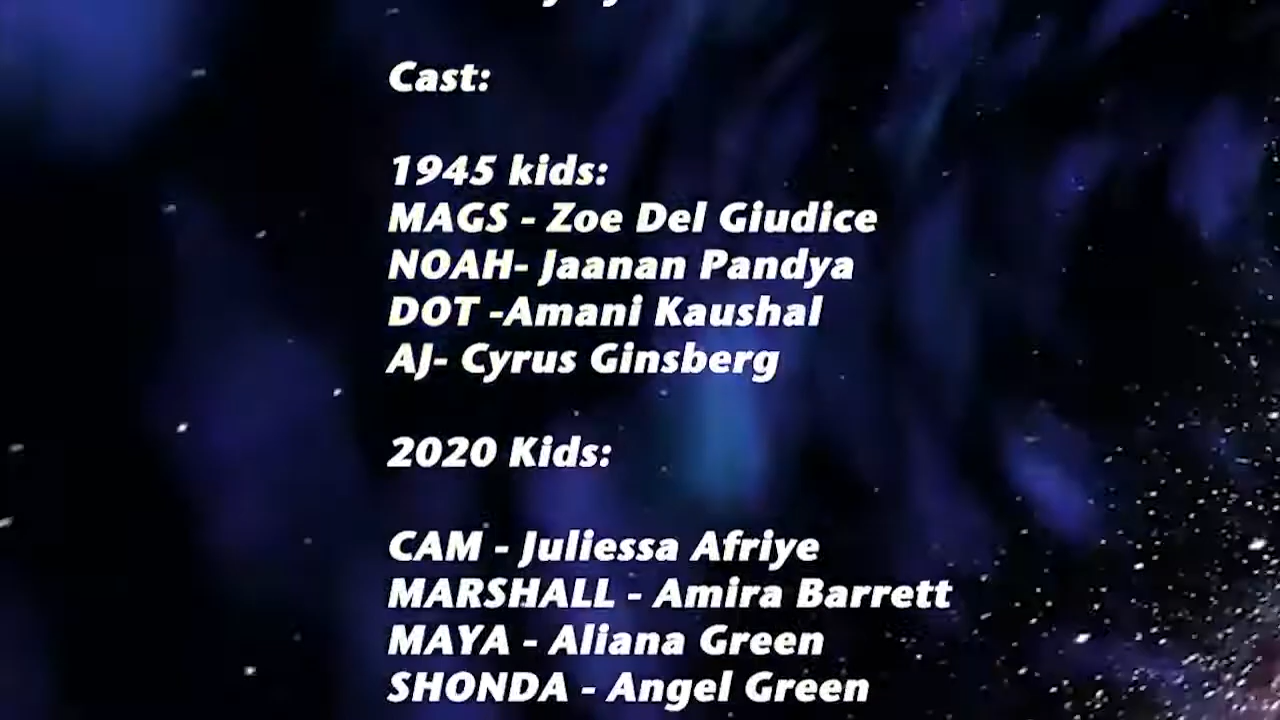 Cast:
1945 kids:
MAGS - Zoe Del Giudice
NOAH- Jaanan Pandya
DOT -Amani Kaushal
AJ- Cyrus Ginsberg
2020 Kids:
CAM - Juliessa Afriye
MARSHALL - Amira Barrett
MAYA - Aliana Green
SHONDA - Angel Green